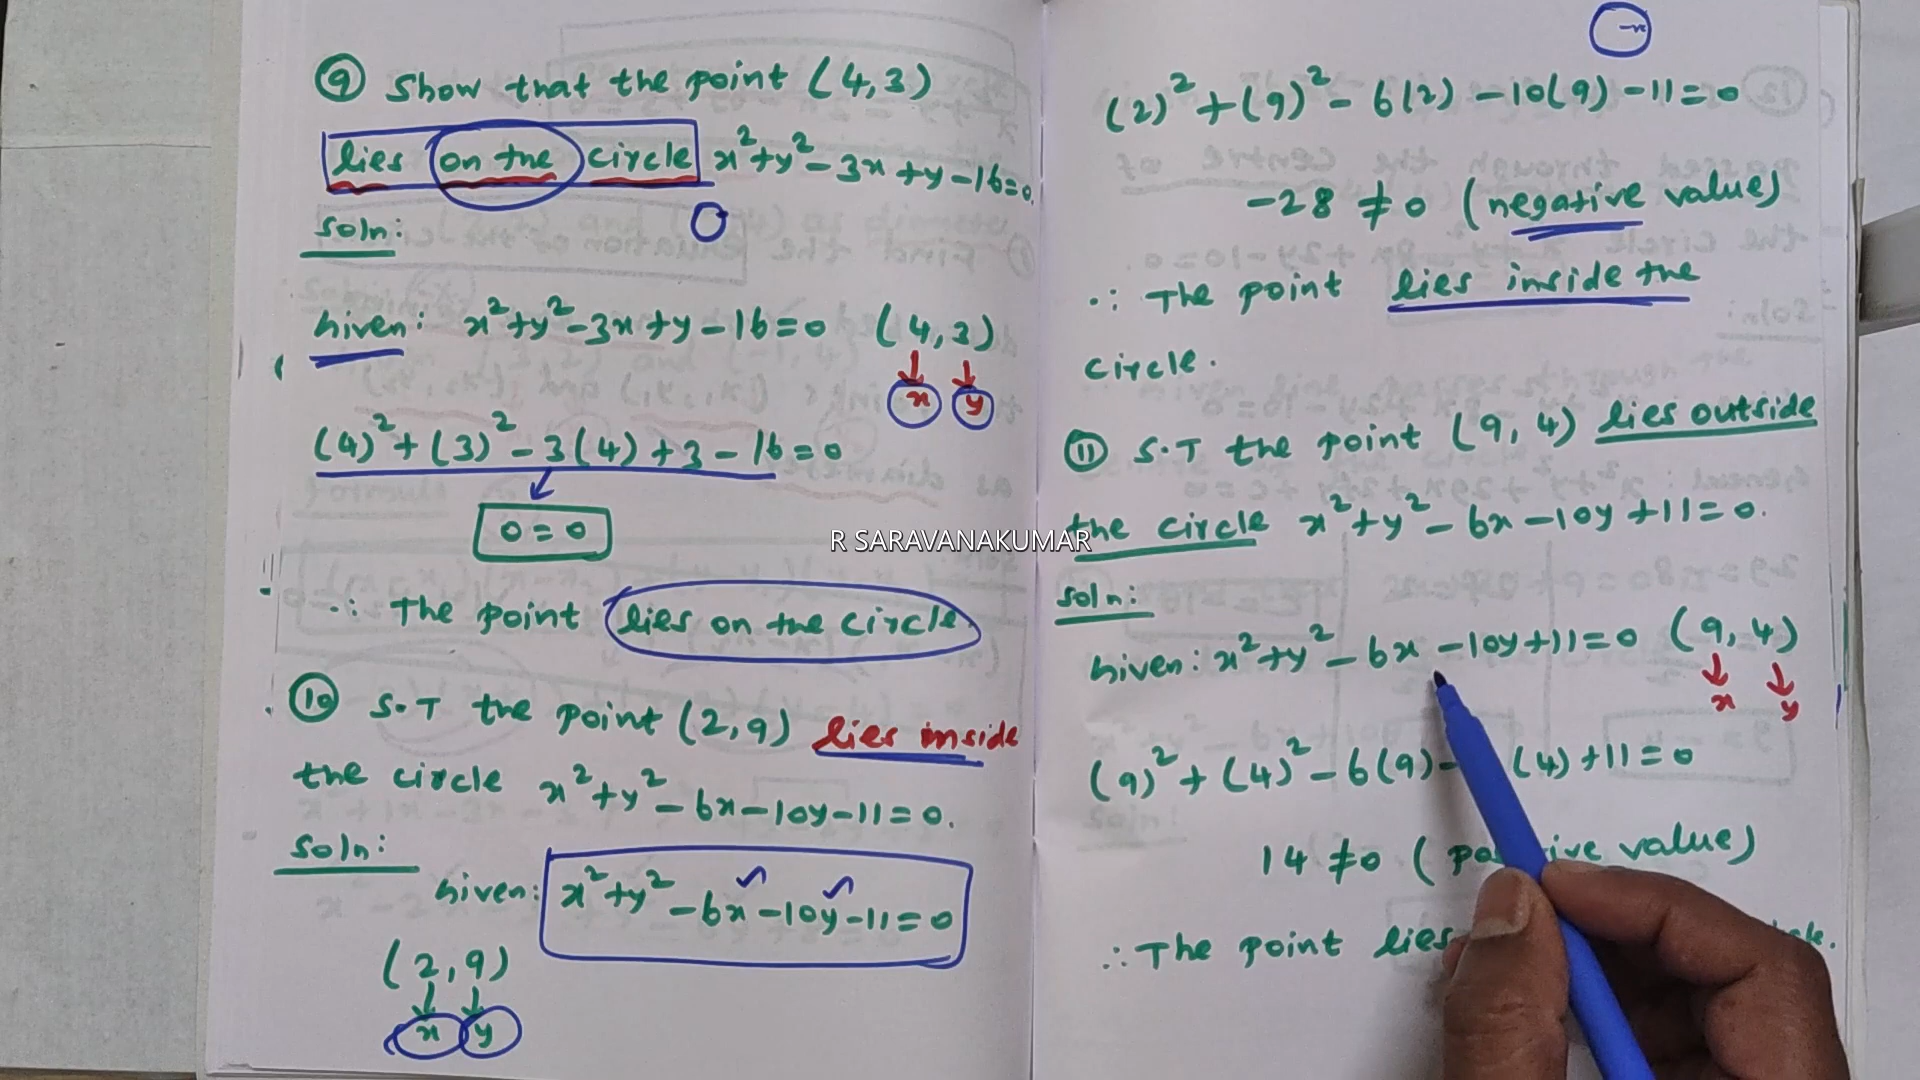 9 Show that the point (4,3)
lies on the circle x²+y²-3x+y-16=0.
Soln:
Given: x²+y²-3x+y-16=0 (4,3)
x y
(4)²+(3)²-3(4)+3-16=0
0=0
∴ The point lies on the circle
10 S.T the point (2,9) lies inside
the circle x²+y²-6x-10y-11=0.
Soln:
Given: x²+y²-6x-10y-11=0
(2,9)
x y
(2)²+(9)²-6(2)-10(9)-11=0
-28≠0 (negative value)
∴ The point lies inside the
circle.
11 S.T the point (9,4) lies outside
the circle x²+y²-6x-10y+11=0.
Soln:
Given: x²+y²-6x-10y+11=0 (9,4)
x y
(9)²+(4)²-6(9)- (4)+11=0
14≠0 ( value)
∴ The point lies
R SARAVANAKUMAR